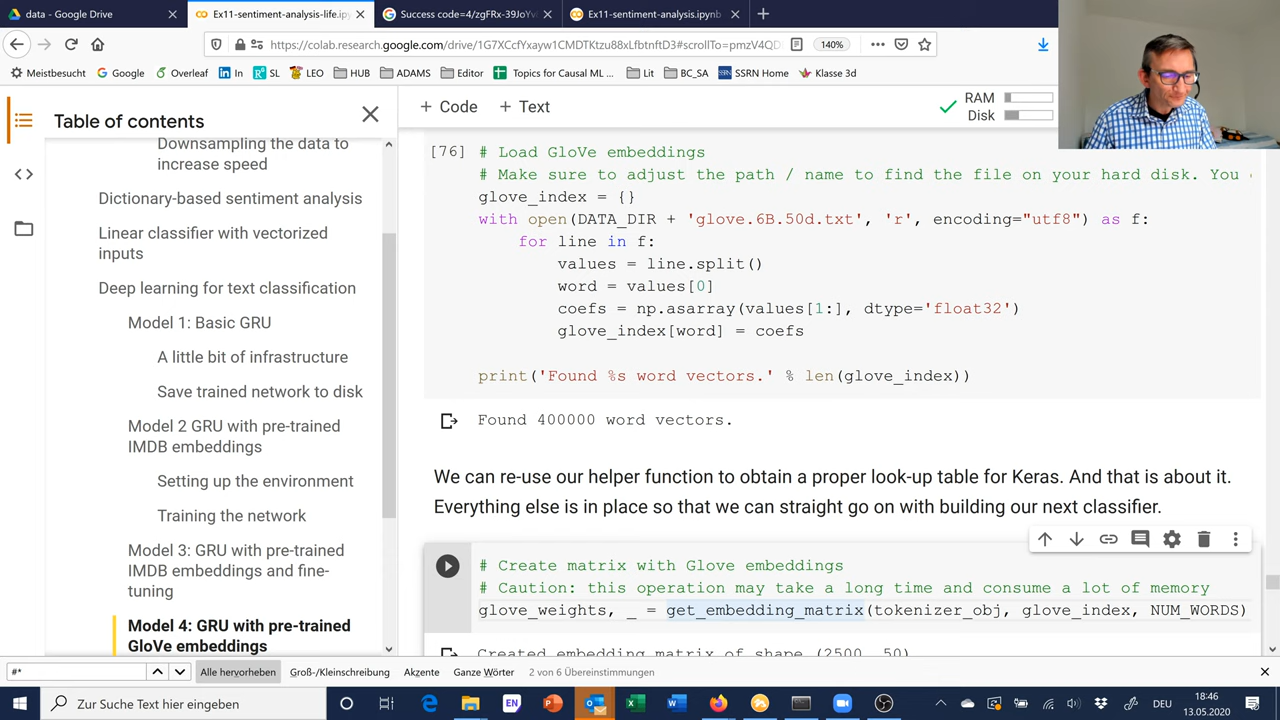 data - Google Drive
Ex11-sentiment-analysis-life.ipy
Success code=4/zgFRx-39JoYv
Ex11-sentiment-analysis.ipynb
https://colab.research.google.com/drive/1G7XCcfYxayw1CMDTKtzu88xLfbtnftD3#scrollTo=pmzV4QD
140%
Meistbesucht
Google
Overleaf
In
RS
LEO
HUB
ADAMS
Editor
Topics for Causal ML ...
Lit
BC_SA
SSRN Home
Klasse 3d
Table of contents
+ Code
+ Text
RAM
Disk
Downsampling the data to
increase speed
Dictionary-based sentiment analysis
Linear classifier with vectorized
inputs
Deep learning for text classification
Model 1: Basic GRU
A little bit of infrastructure
Save trained network to disk
Model 2 GRU with pre-trained
IMDB embeddings
Setting up the environment
Training the network
Model 3: GRU with pre-trained
IMDB embeddings and fine-
tuning
Model 4: GRU with pre-trained
GloVe embeddings
[76] # Load GloVe embeddings
# Make sure to adjust the path / name to find the file on your hard disk. You
glove_index = {}
with open(DATA_DIR + 'glove.6B.50d.txt', 'r', encoding="utf8") as f:
for line in f:
values = line.split()
word = values[0]
coefs = np.asarray(values[1:], dtype='float32')
glove_index[word] = coefs
print('Found %s word vectors.' % len(glove_index))
Found 400000 word vectors.
We can re-use our helper function to obtain a proper look-up table for Keras. And that is about it.
Everything else is in place so that we can straight go on with building our next classifier.
# Create matrix with Glove embeddings
# Caution: this operation may take a long time and consume a lot of memory
glove_weights, _ = get_embedding_matrix(tokenizer_obj, glove_index, NUM_WORDS)
Created embedding matrix of shape (2500, 50)
#*
Alle hervorheben
Groß-/Kleinschreibung
Akzente
Ganze Wörter
2 von 6 Übereinstimmungen
Zur Suche Text hier eingeben
EN
DEU
18:46
13.05.2020